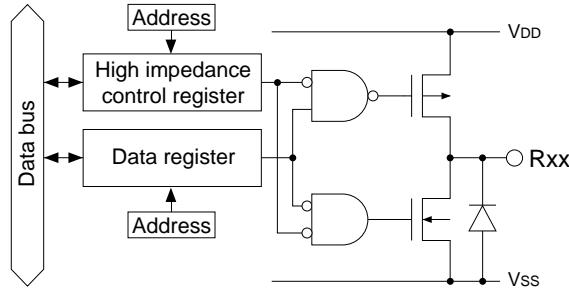 Address
VDD
High impedance
control register
Data bus
Data register
Rxx
Address
VSS